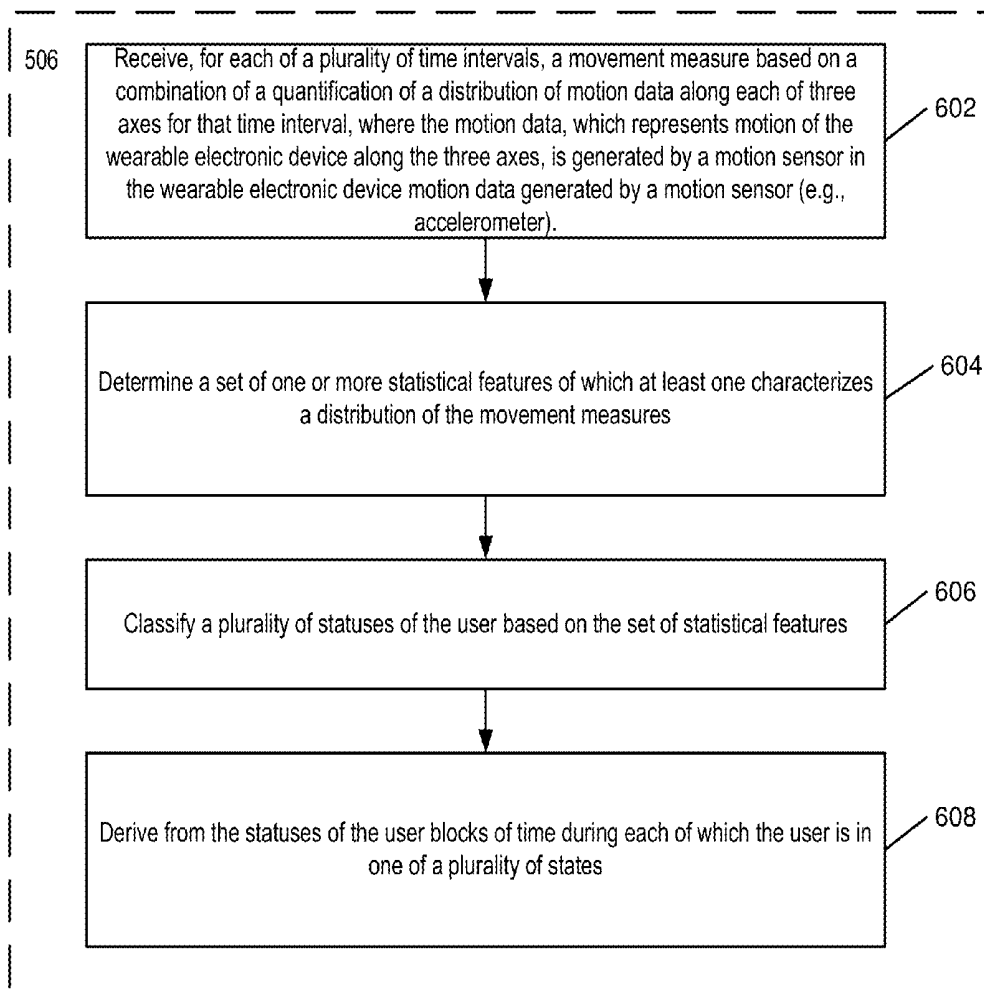 506
Receive, for each of a plurality of time intervals, a movement measure based on a
combination of a quantification of a distribution of motion data along each of three
axes for that time interval, where the motion data, which represents motion of the
wearable electronic device along the three axes, is generated by a motion sensor in
the wearable electronic device motion data generated by a motion sensor (e.g.,
accelerometer).
602
Determine a set of one or more statistical features of which at least one characterizes
a distribution of the movement measures
604
Classify a plurality of statuses of the user based on the set of statistical features
606
Derive from the statuses of the user blocks of time during each of which the user is in
one of a plurality of states
608